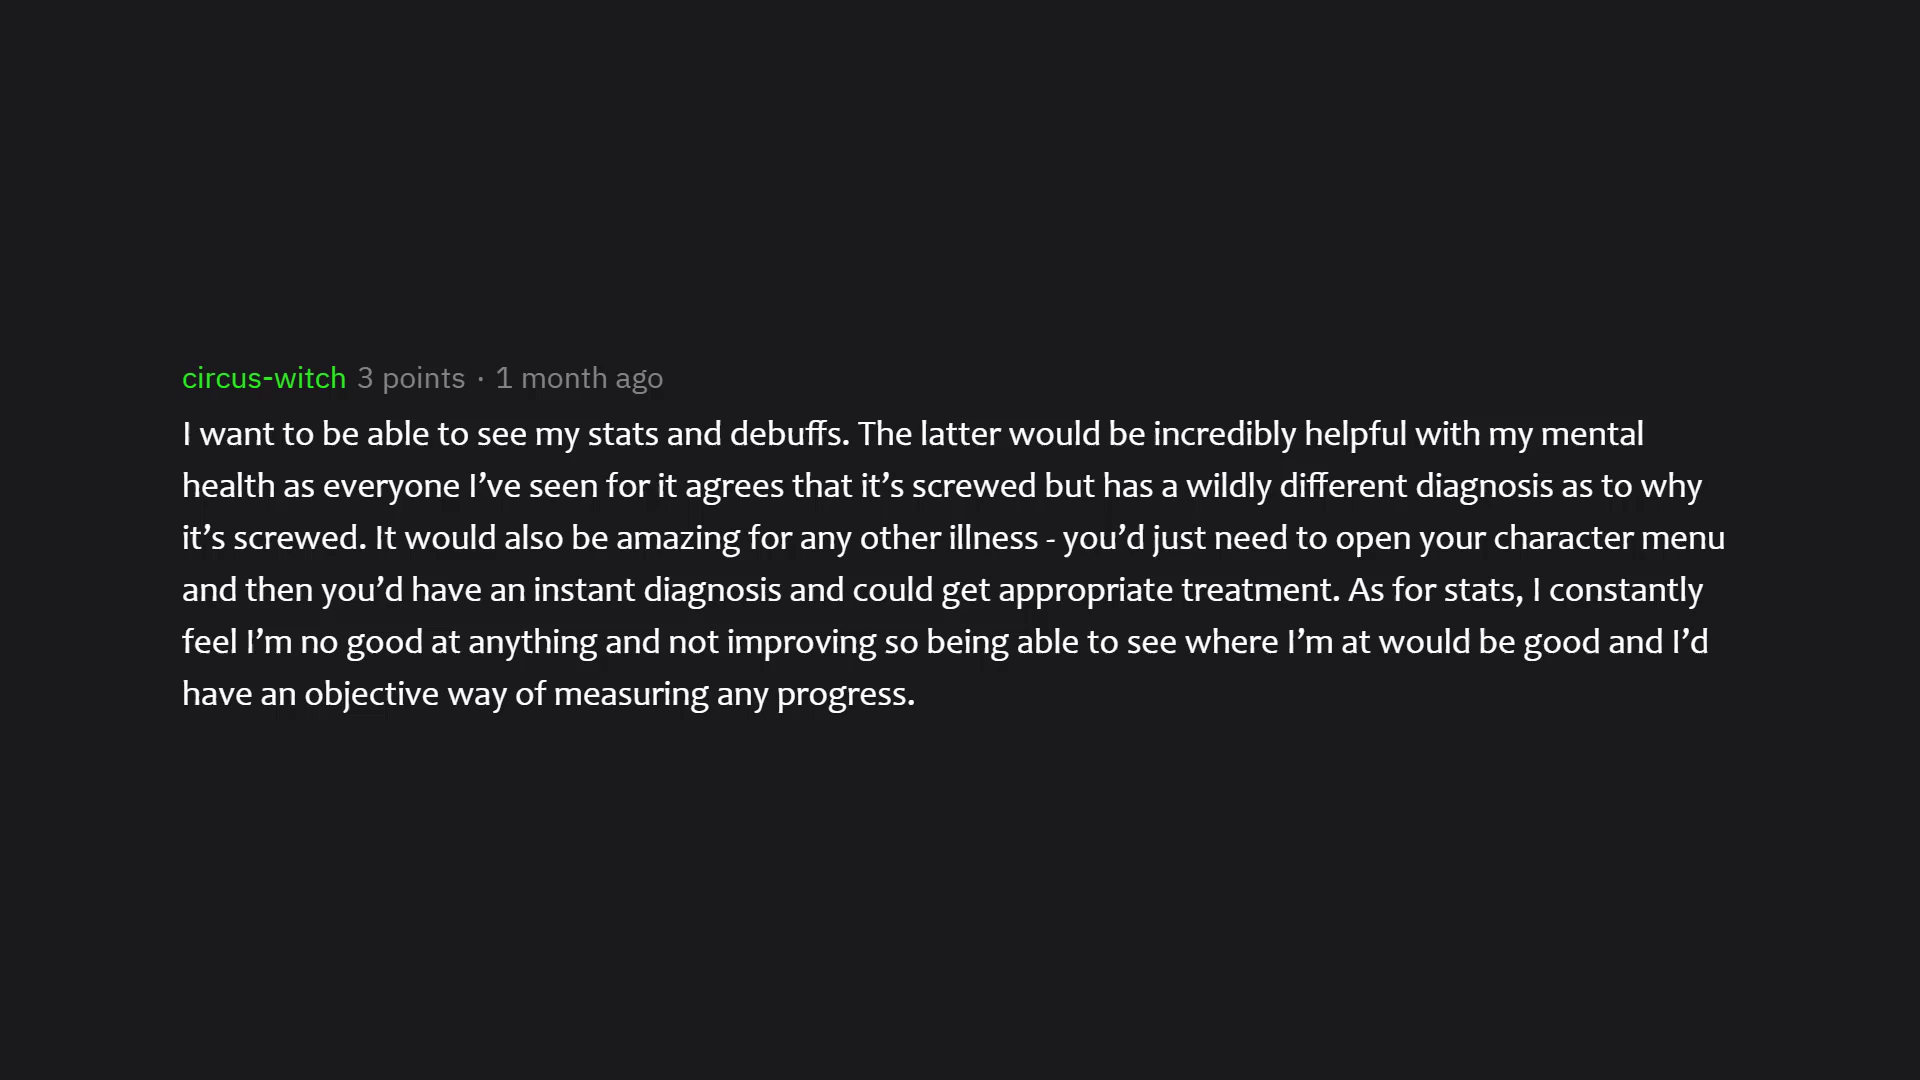 circus-witch 3 points · 1 month ago
I want to be able to see my stats and debuffs. The latter would be incredibly helpful with my mental
health as everyone I’ve seen for it agrees that it’s screwed but has a wildly different diagnosis as to why
it’s screwed. It would also be amazing for any other illness - you’d just need to open your character menu
and then you’d have an instant diagnosis and could get appropriate treatment. As for stats, I constantly
feel I’m no good at anything and not improving so being able to see where I’m at would be good and I’d
have an objective way of measuring any progress.